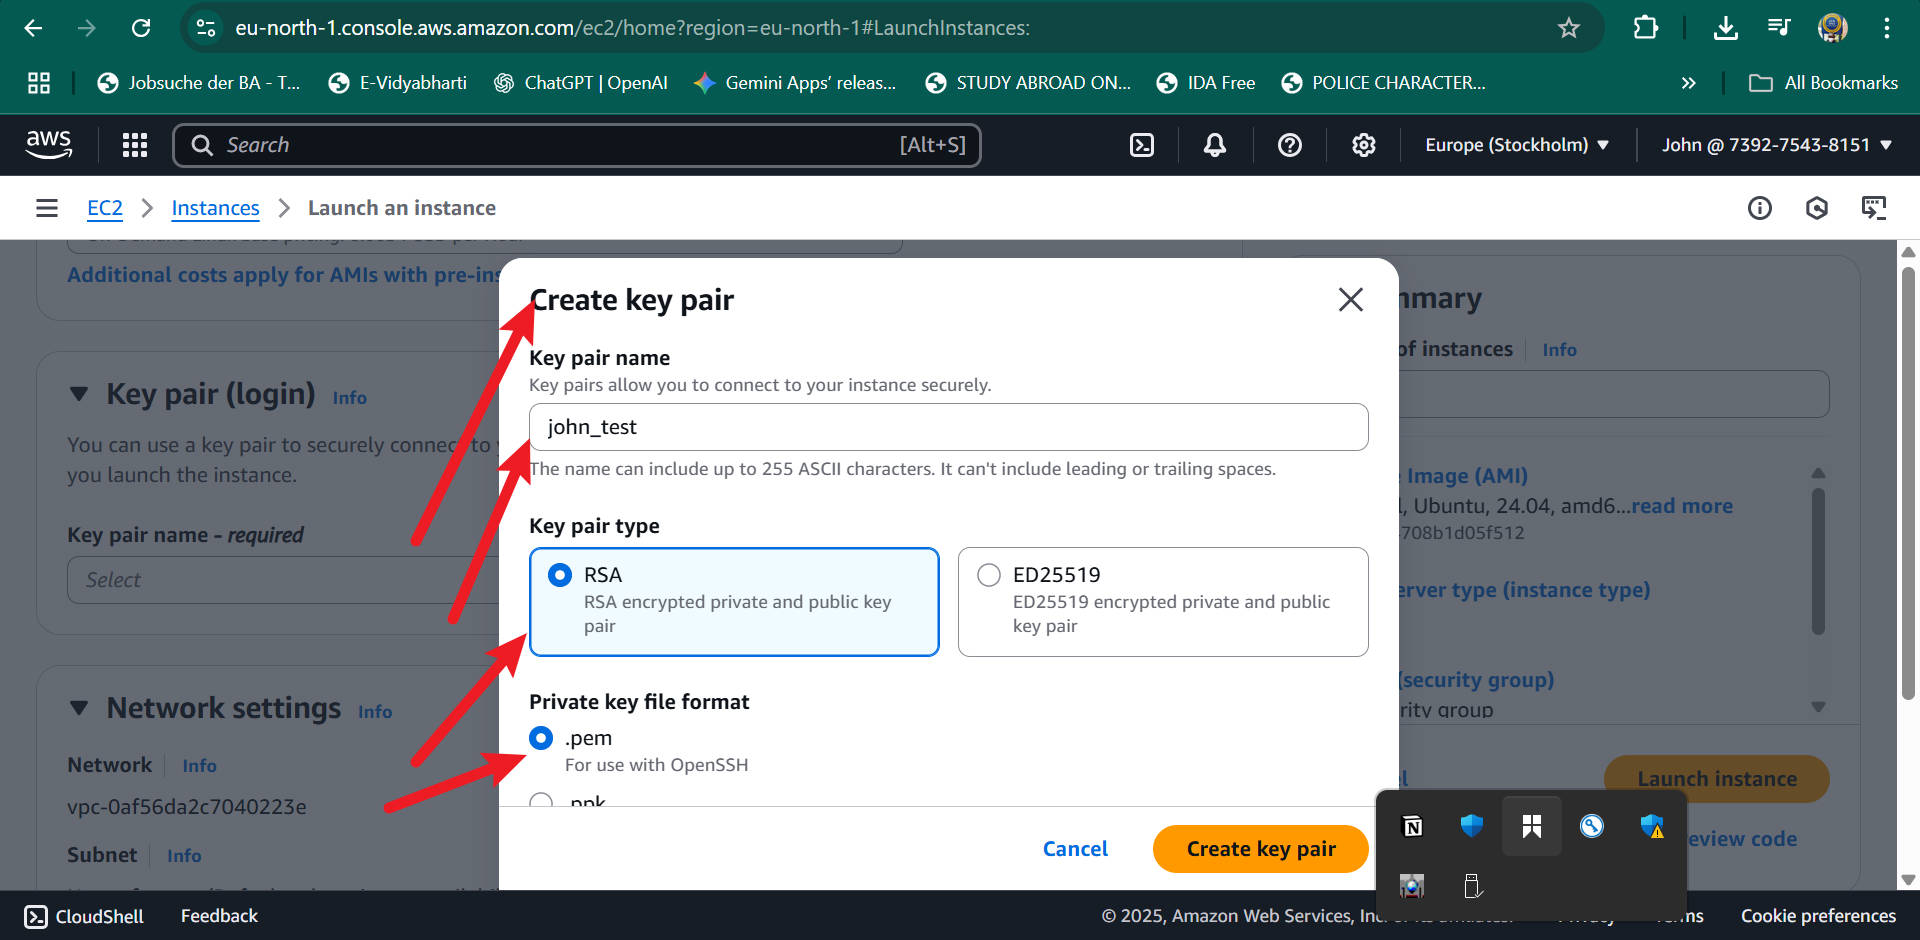 eu-north-1.console.aws.amazon.com/ec2/home?region=eu-north-1#LaunchInstances:
Jobsuche der BA - T...
E-Vidyabharti
ChatGPT | OpenAI
Gemini Apps' releas...
STUDY ABROAD ON...
IDA Free
POLICE CHARACTER...
All Bookmarks
aws
Search
[Alt+S]
Europe (Stockholm)
John @ 7392-7543-8151
EC2
Instances
Launch an instance
Additional costs apply for AMIs with pre-ins
Key pair (login) Info
You can use a key pair to securely connect to
you launch the instance.
Key pair name - required
Select
Network settings Info
Network Info
vpc-0af56da2c7040223e
Subnet Info
Create key pair
Key pair name
Key pairs allow you to connect to your instance securely.
john_test
The name can include up to 255 ASCII characters. It can't include leading or trailing spaces.
Key pair type
RSA
RSA encrypted private and public key
pair
ED25519
ED25519 encrypted private and public
key pair
Private key file format
.pem
For use with OpenSSH
.ppk
Cancel
Create key pair
mmary
of instances Info
Image (AMI)
, Ubuntu, 24.04, amd6...read more
708b1d05f512
erver type (instance type)
(security group)
rity group
Launch instance
eview code
CloudShell
Feedback
© 2025, Amazon Web Services, Inc.
Cookie preferences